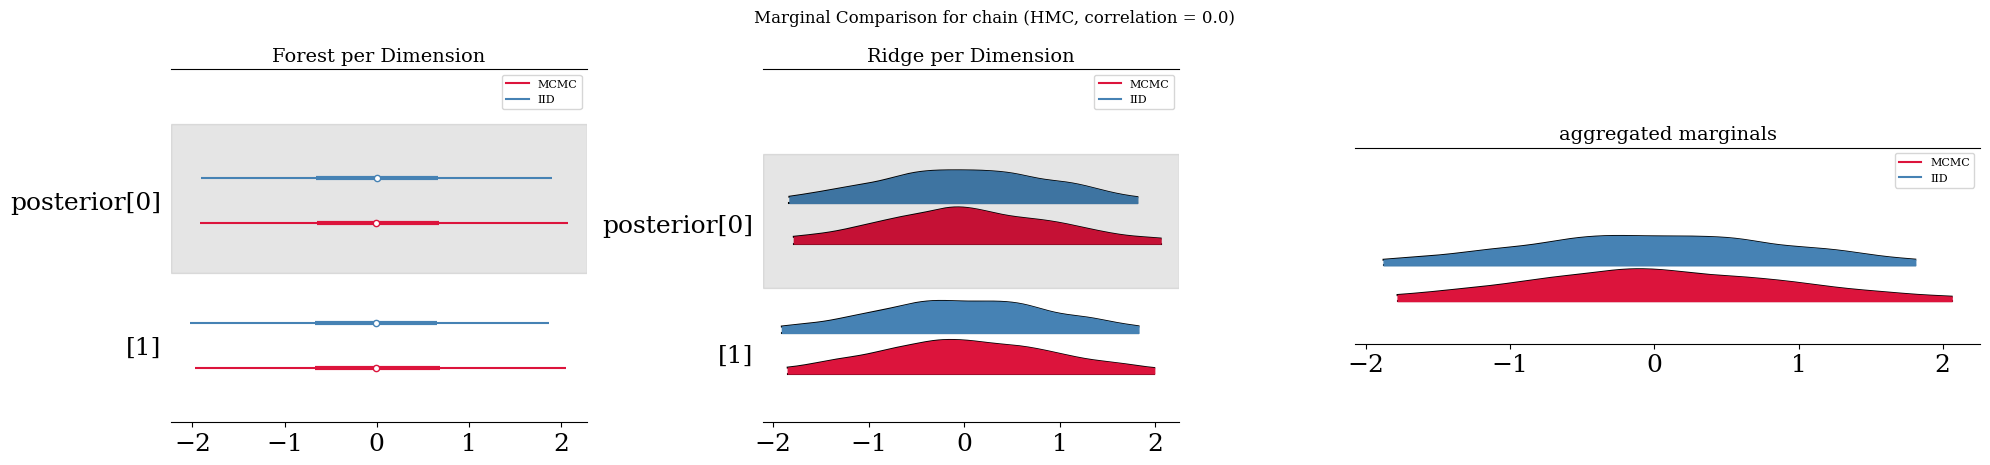 Marginal Comparison for chain (HMC, correlation = 0.0)
Forest per Dimension
MCMC
IID
posterior[0]
[1]
−2 −1 0 1 2
Ridge per Dimension
MCMC
IID
posterior[0]
[1]
−2 −1 0 1 2
aggregated marginals
MCMC
IID
−2 −1 0 1 2